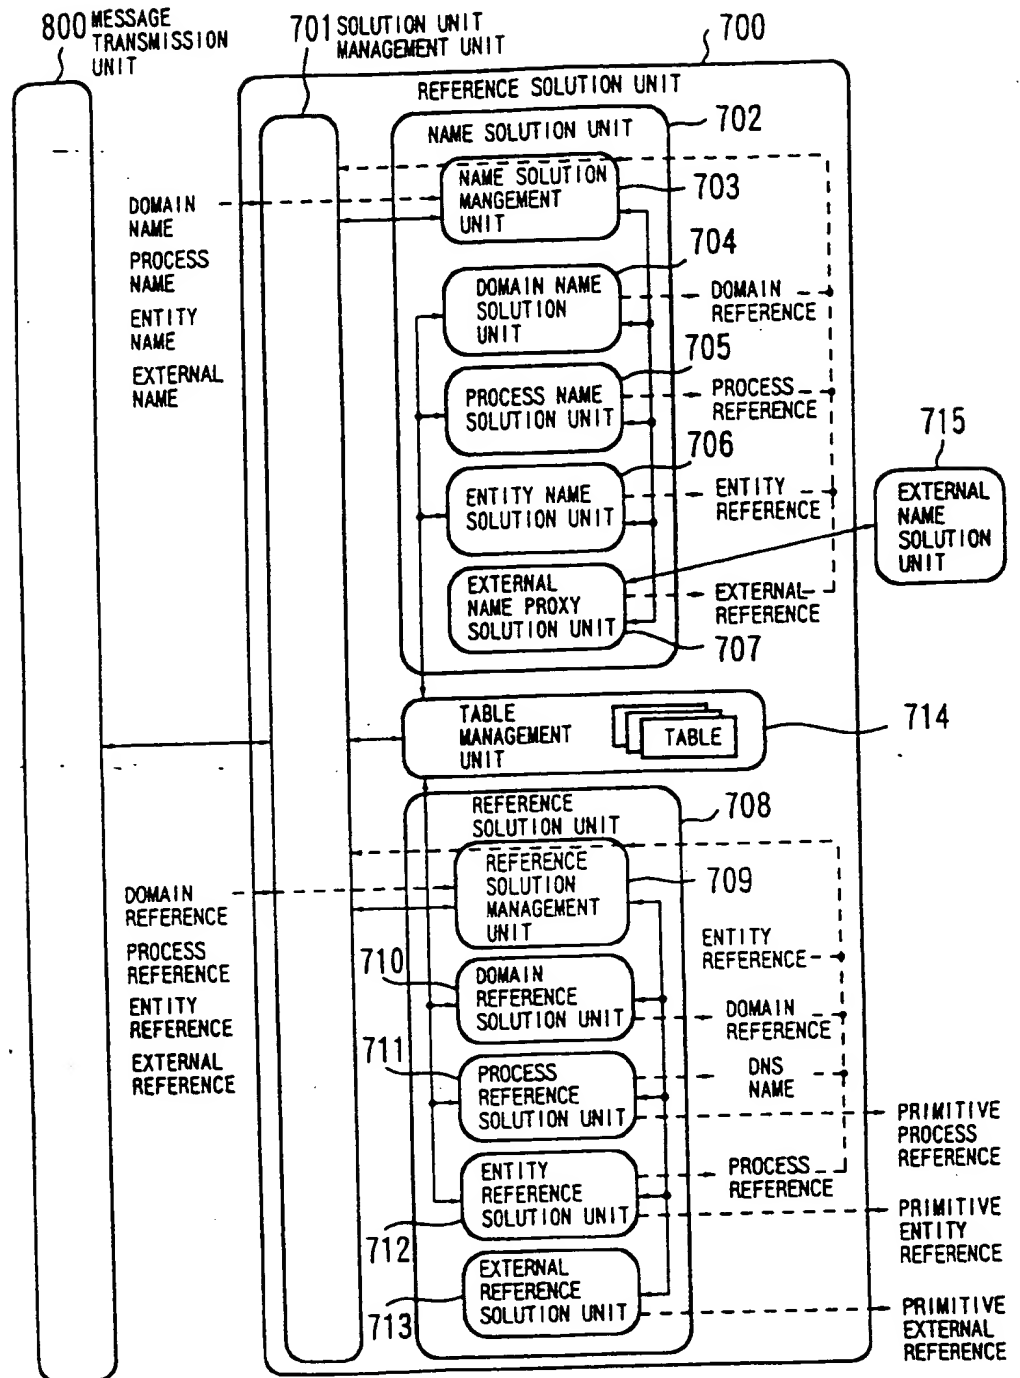 800 MESSAGE
TRANSMISSION
UNIT
701 SOLUTION UNIT
MANAGEMENT UNIT
700
REFERENCE SOLUTION UNIT
NAME SOLUTION UNIT
702
NAME SOLUTION
MANGEMENT
UNIT
703
DOMAIN
NAME
PROCESS
NAME
ENTITY
NAME
EXTERNAL
NAME
704
DOMAIN NAME
SOLUTION
UNIT
DOMAIN
REFERENCE
705
PROCESS NAME
SOLUTION UNIT
PROCESS
REFERENCE
706
ENTITY NAME
SOLUTION UNIT
ENTITY
REFERENCE
715
EXTERNAL
NAME
SOLUTION
UNIT
EXTERNAL
NAME PROXY
SOLUTION UNIT
EXTERNAL
REFERENCE
707
TABLE
MANAGEMENT
UNIT
TABLE
714
REFERENCE
SOLUTION UNIT
708
REFERENCE
SOLUTION
MANAGEMENT
UNIT
709
DOMAIN
REFERENCE
PROCESS
REFERENCE
ENTITY
REFERENCE
EXTERNAL
REFERENCE
ENTITY
REFERENCE
710
DOMAIN
REFERENCE
SOLUTION UNIT
DOMAIN
REFERENCE
711
PROCESS
REFERENCE
SOLUTION UNIT
DNS
NAME
PRIMITIVE
PROCESS
REFERENCE
712
ENTITY
REFERENCE
SOLUTION UNIT
PROCESS
REFERENCE
PRIMITIVE
ENTITY
REFERENCE
713
EXTERNAL
REFERENCE
SOLUTION UNIT
PRIMITIVE
EXTERNAL
REFERENCE